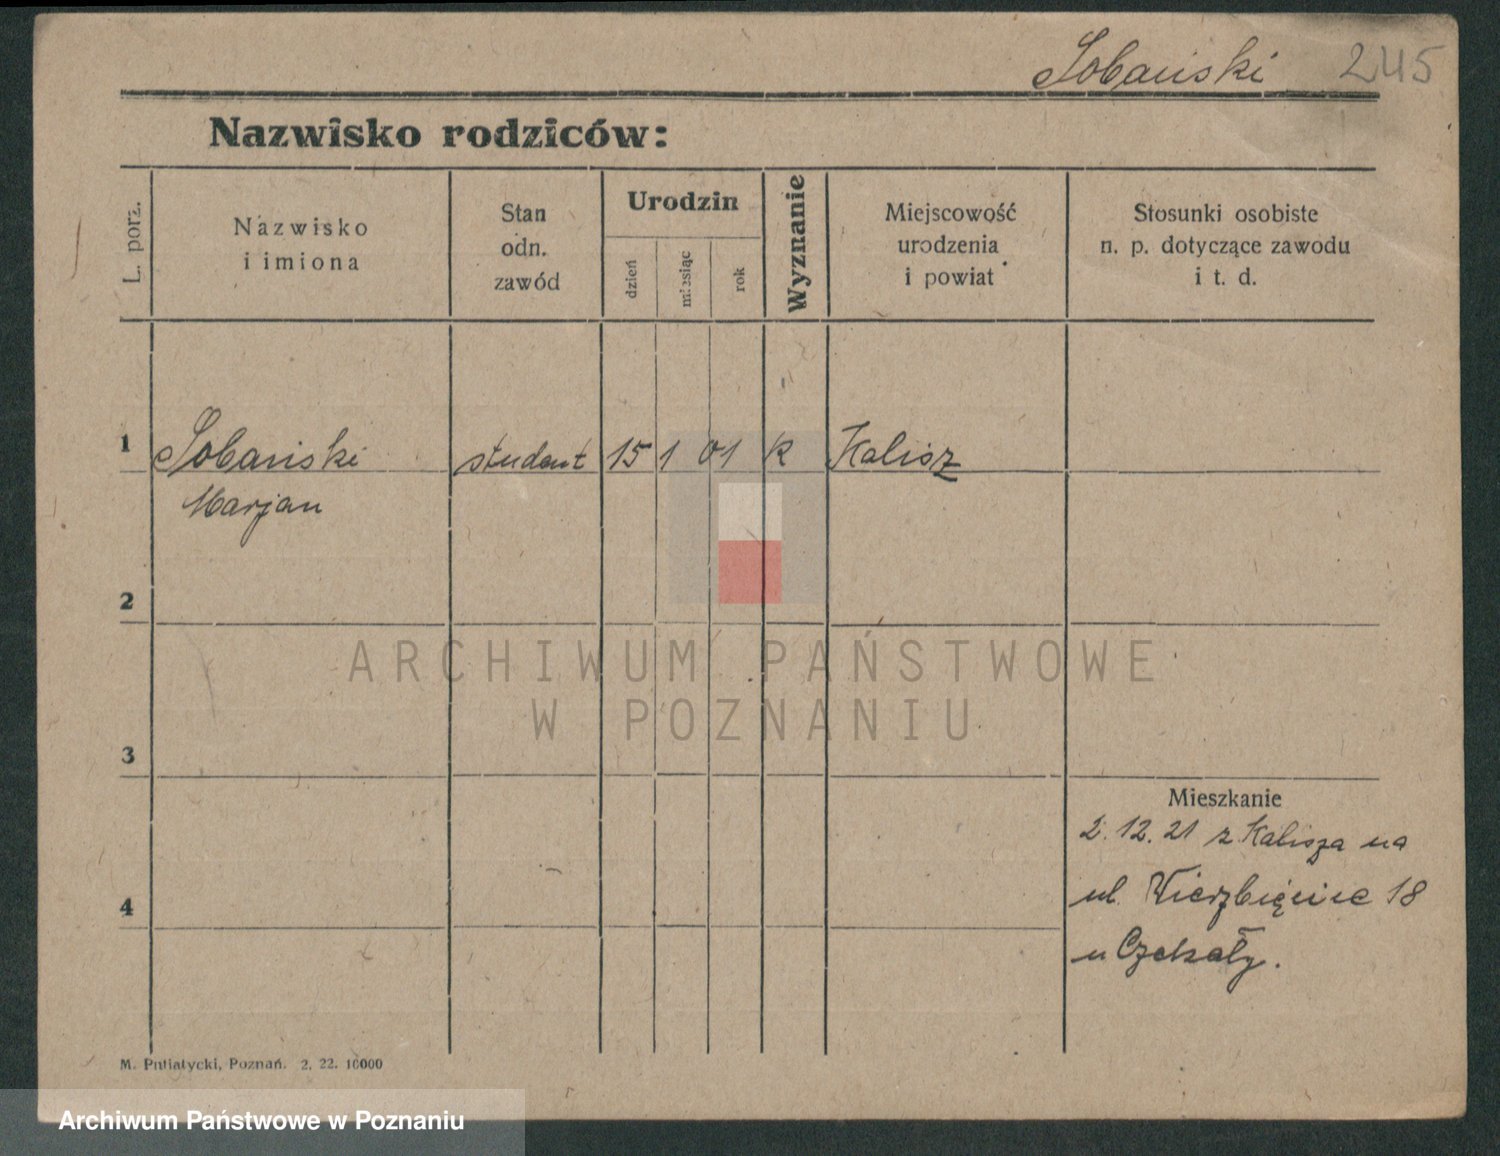 Sobański 245
Nazwisko rodziców:
L. porz.
Nazwisko
i imiona
Stan
odn.
zawód
Urodzin
dzień
miesiąc
rok
Wyznanie
Miejscowość
urodzenia
i powiat
Stosunki osobiste
n. p. dotyczące zawodu
i t. d.
1 Sobański student 15 1 01 k Kalisz
Marjan
2
ARCHIWUM PAŃSTWOWE
W POZNANIU
3
Mieszkanie
2. 12. 21 z Kalisza na
ul. Wierzbięcice 18
u Czekały.
4
M. Putiatycki, Poznań. 2, 22. 10000
Archiwum Państwowe w Poznaniu